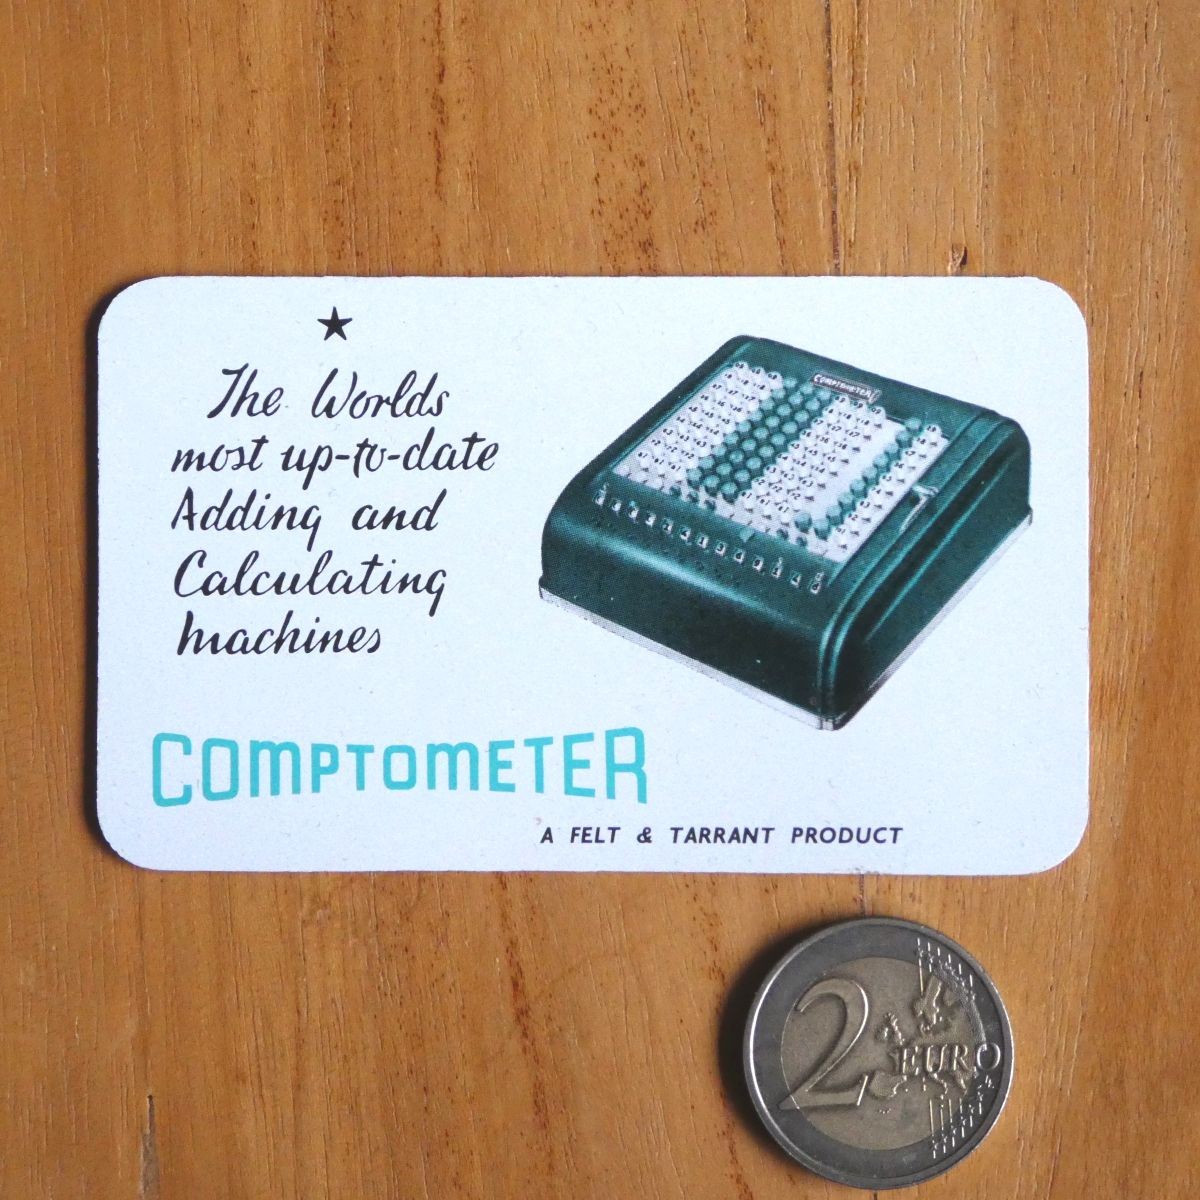 The Worlds
most up-to-date
Adding and
Calculating
machines
COMPTOMETER
COMPTOMETER
A FELT & TARRANT PRODUCT
2 EURO